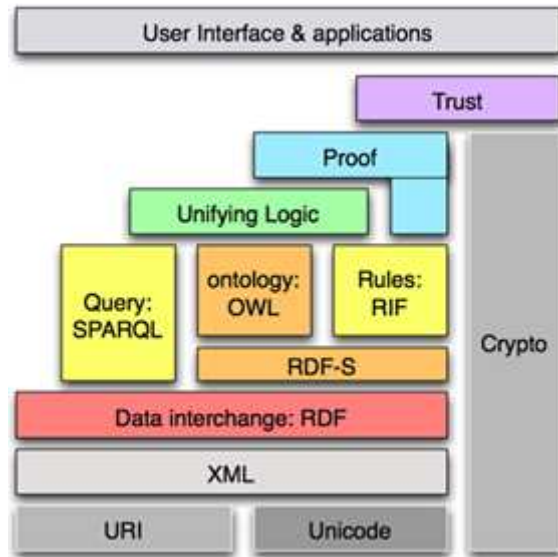 User Interface & applications
Trust
Proof
Unifying Logic
Query:
SPARQL
ontology:
OWL
Rules:
RIF
Crypto
RDF-S
Data interchange: RDF
XML
URI
Unicode